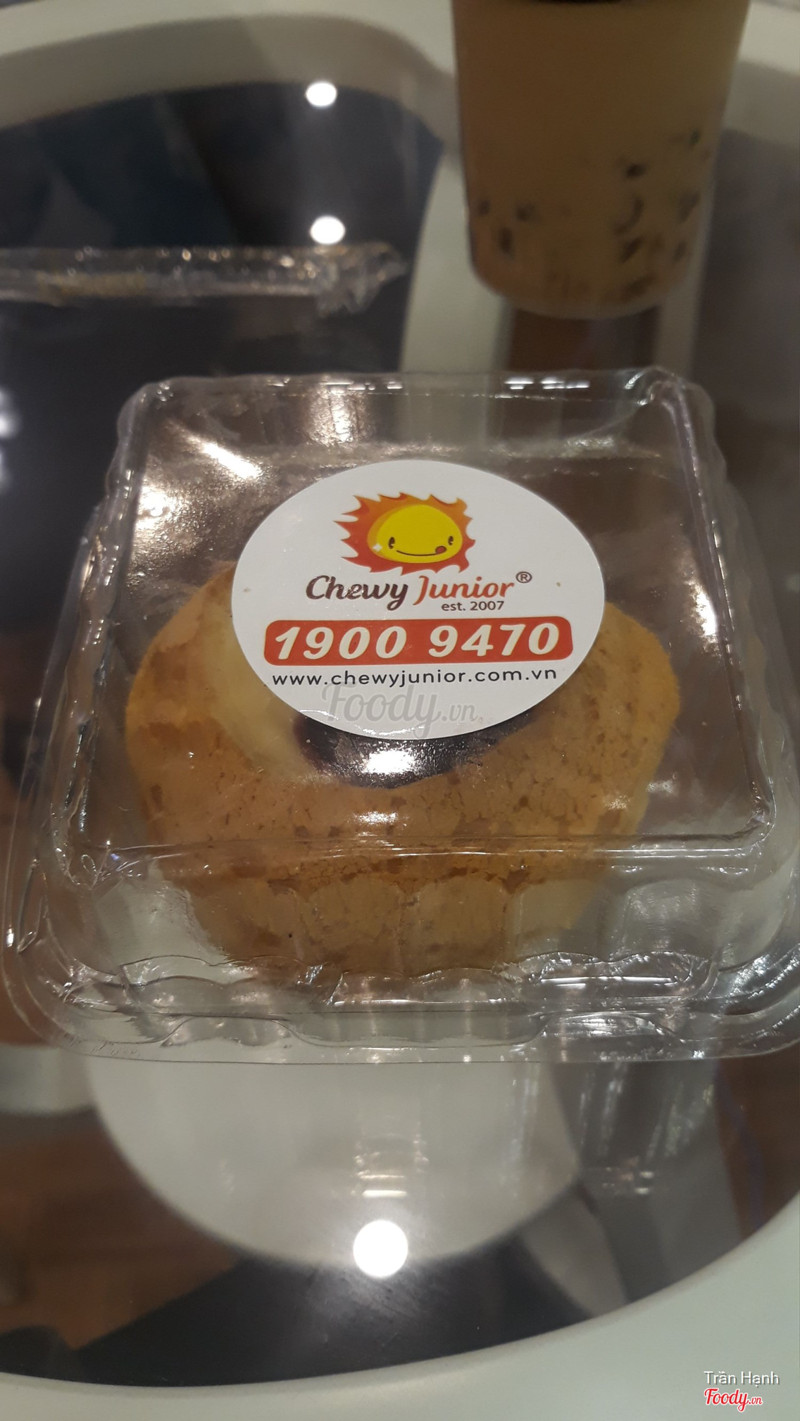 Chewy Junior®
est. 2007
1900 9470
www.chewyjunior.com.vn
Foody.vn
Trần Hạnh
Foody.vn